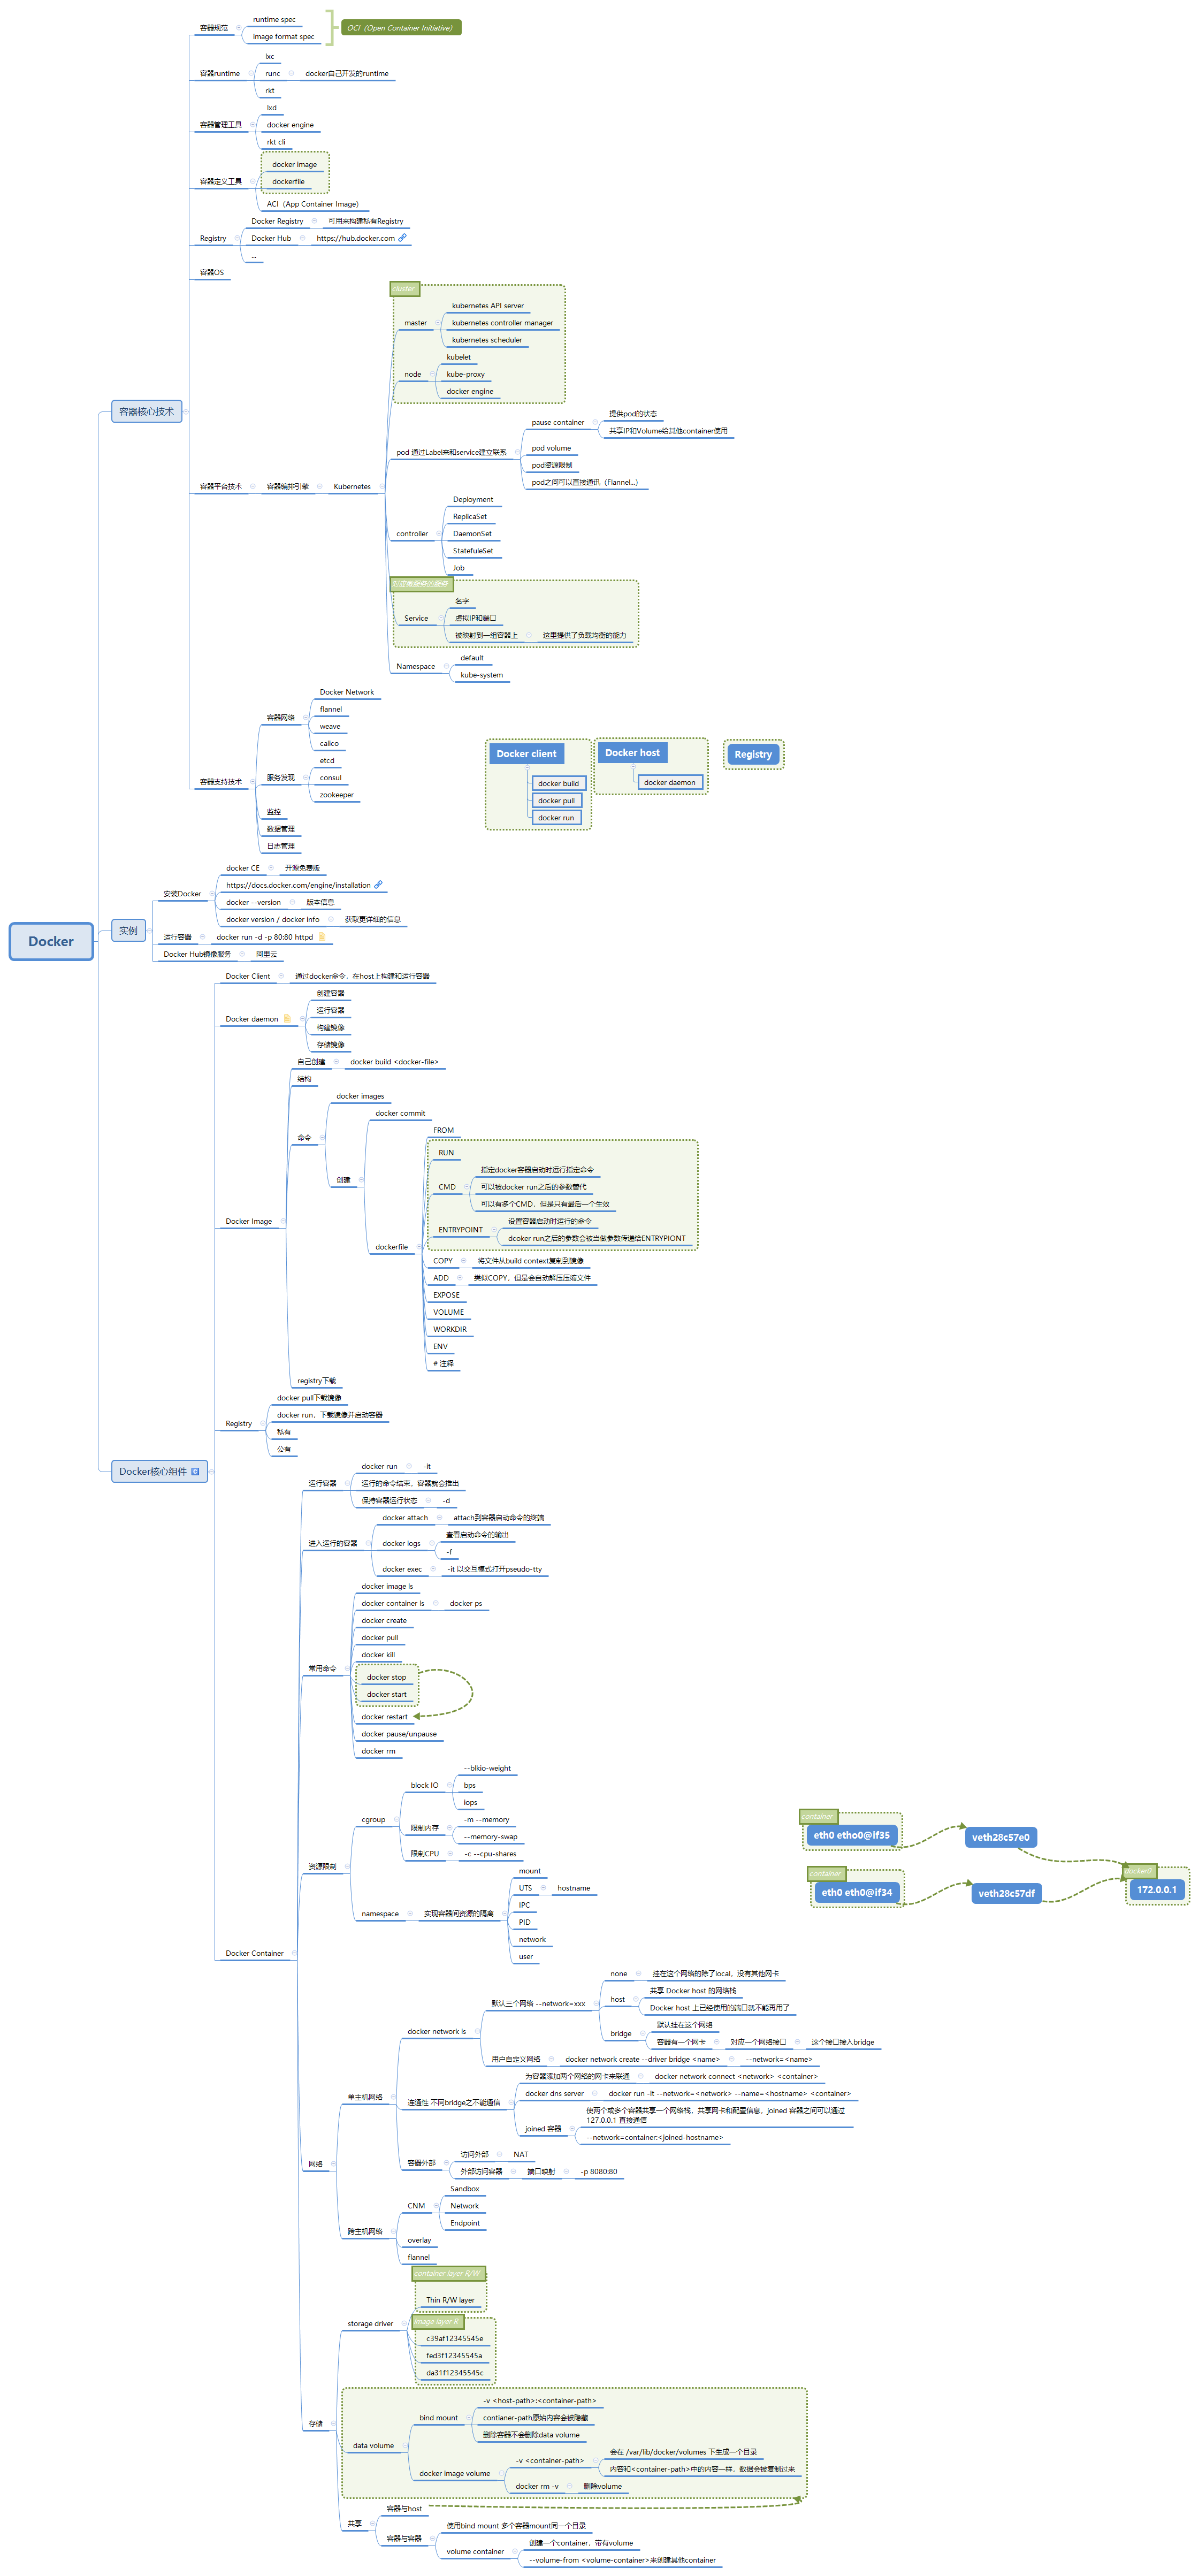 runtime spec
容器规范
image format spec
OCI（Open Container Initiative）
lxc
容器runtime
runc
docker自己开发的runtime
rkt
lxd
容器管理工具
docker engine
rkt cli
docker image
容器定义工具
dockerfile
ACI（App Container Image）
Docker Registry
可用来构建私有Registry
Registry
Docker Hub
https://hub.docker.com
...
容器OS
cluster
kubernetes API server
master
kubernetes controller manager
kubernetes scheduler
kubelet
node
kube-proxy
docker engine
容器核心技术
提供pod的状态
pause container
共享IP和Volume给其他container使用
pod 通过Label来和service建立联系
pod volume
pod资源限制
pod之间可以直接通讯（Flannel...）
容器平台技术
容器编排引擎
Kubernetes
Deployment
ReplicaSet
controller
DaemonSet
StatefuleSet
Job
对应微服务的服务
名字
Service
虚拟IP和端口
被映射到一组容器上
这里提供了负载均衡的能力
default
Namespace
kube-system
Docker Network
容器网络
flannel
weave
calico
etcd
容器支持技术
服务发现
consul
zookeeper
监控
数据管理
日志管理
Docker client
docker build
docker pull
docker run
Docker host
docker daemon
Registry
docker CE
开源免费版
安装Docker
https://docs.docker.com/engine/installation
docker --version
版本信息
docker version / docker info
获取更详细的信息
Docker
实例
运行容器
docker run -d -p 80:80 httpd
Docker Hub镜像服务
阿里云
Docker Client
通过docker命令，在host上构建和运行容器
创建容器
Docker daemon
运行容器
构建镜像
存储镜像
自己创建
docker build <docker-file>
结构
docker images
docker commit
命令
FROM
RUN
指定docker容器启动时运行指定命令
创建
CMD
可以被docker run之后的参数替代
可以有多个CMD，但是只有最后一个生效
Docker Image
设置容器启动时运行的命令
ENTRYPOINT
dcoker run之后的参数会被当做参数传递给ENTRYPIONT
dockerfile
COPY
将文件从build context复制到镜像
ADD
类似COPY，但是会自动解压压缩文件
EXPOSE
VOLUME
WORKDIR
ENV
# 注释
registry下载
docker pull下载镜像
docker run，下载镜像并启动容器
Registry
私有
公有
Docker核心组件
docker run
-it
运行容器
运行的命令结束，容器就会推出
保持容器运行状态
-d
docker attach
attach到容器启动命令的终端
进入运行的容器
docker logs
查看启动命令的输出
-f
docker exec
-it 以交互模式打开pseudo-tty
docker image ls
docker container ls
docker ps
docker create
docker pull
docker kill
常用命令
docker stop
docker start
docker restart
docker pause/unpause
docker rm
--blkio-weight
block IO
bps
iops
cgroup
-m --memory
限制内存
--memory-swap
限制CPU
-c --cpu-shares
资源限制
mount
UTS
hostname
IPC
namespace
实现容器间资源的隔离
PID
network
user
container
eth0 etho0@if35
veth28c57e0
container
eth0 eth0@if34
veth28c57df
docker0
172.0.0.1
Docker Container
none
挂在这个网络的除了local，没有其他网卡
共享 Docker host 的网络栈
默认三个网络 --network=xxx
host
Docker host 上已经使用的端口就不能再用了
docker network ls
默认挂在这个网络
bridge
容器有一个网卡
对应一个网络接口
这个接口接入bridge
用户自定义网络
docker network create --driver bridge <name>
--network=<name>
为容器添加两个网络的网卡来联通
docker network connect <network> <container>
单主机网络
连通性 不同bridge之不能通信
docker dns server
docker run -it --network=<network> --name=<hostname> <container>
joined 容器
使两个或多个容器共享一个网络栈，共享网卡和配置信息，joined 容器之间可以通过
127.0.0.1 直接通信
--network=container:<joined-hostname>
网络
容器外部
访问外部
NAT
外部访问容器
端口映射
-p 8080:80
Sandbox
CNM
Network
Endpoint
跨主机网络
overlay
flannel
container layer R/W
Thin R/W layer
storage driver
image layer R
c39af12345545e
fed3f12345545a
da31f12345545c
-v <host-path>:<container-path>
bind mount
contianer-path原始内容会被隐藏
删除容器不会删除data volume
存储
data volume
会在 /var/lib/docker/volumes 下生成一个目录
-v <container-path>
内容和<container-path>中的内容一样，数据会被复制过来
docker image volume
docker rm -v
删除volume
容器与host
共享
使用bind mount 多个容器mount同一个目录
容器与容器
创建一个container，带有volume
volume container
--volume-from <volume-container>来创建其他container